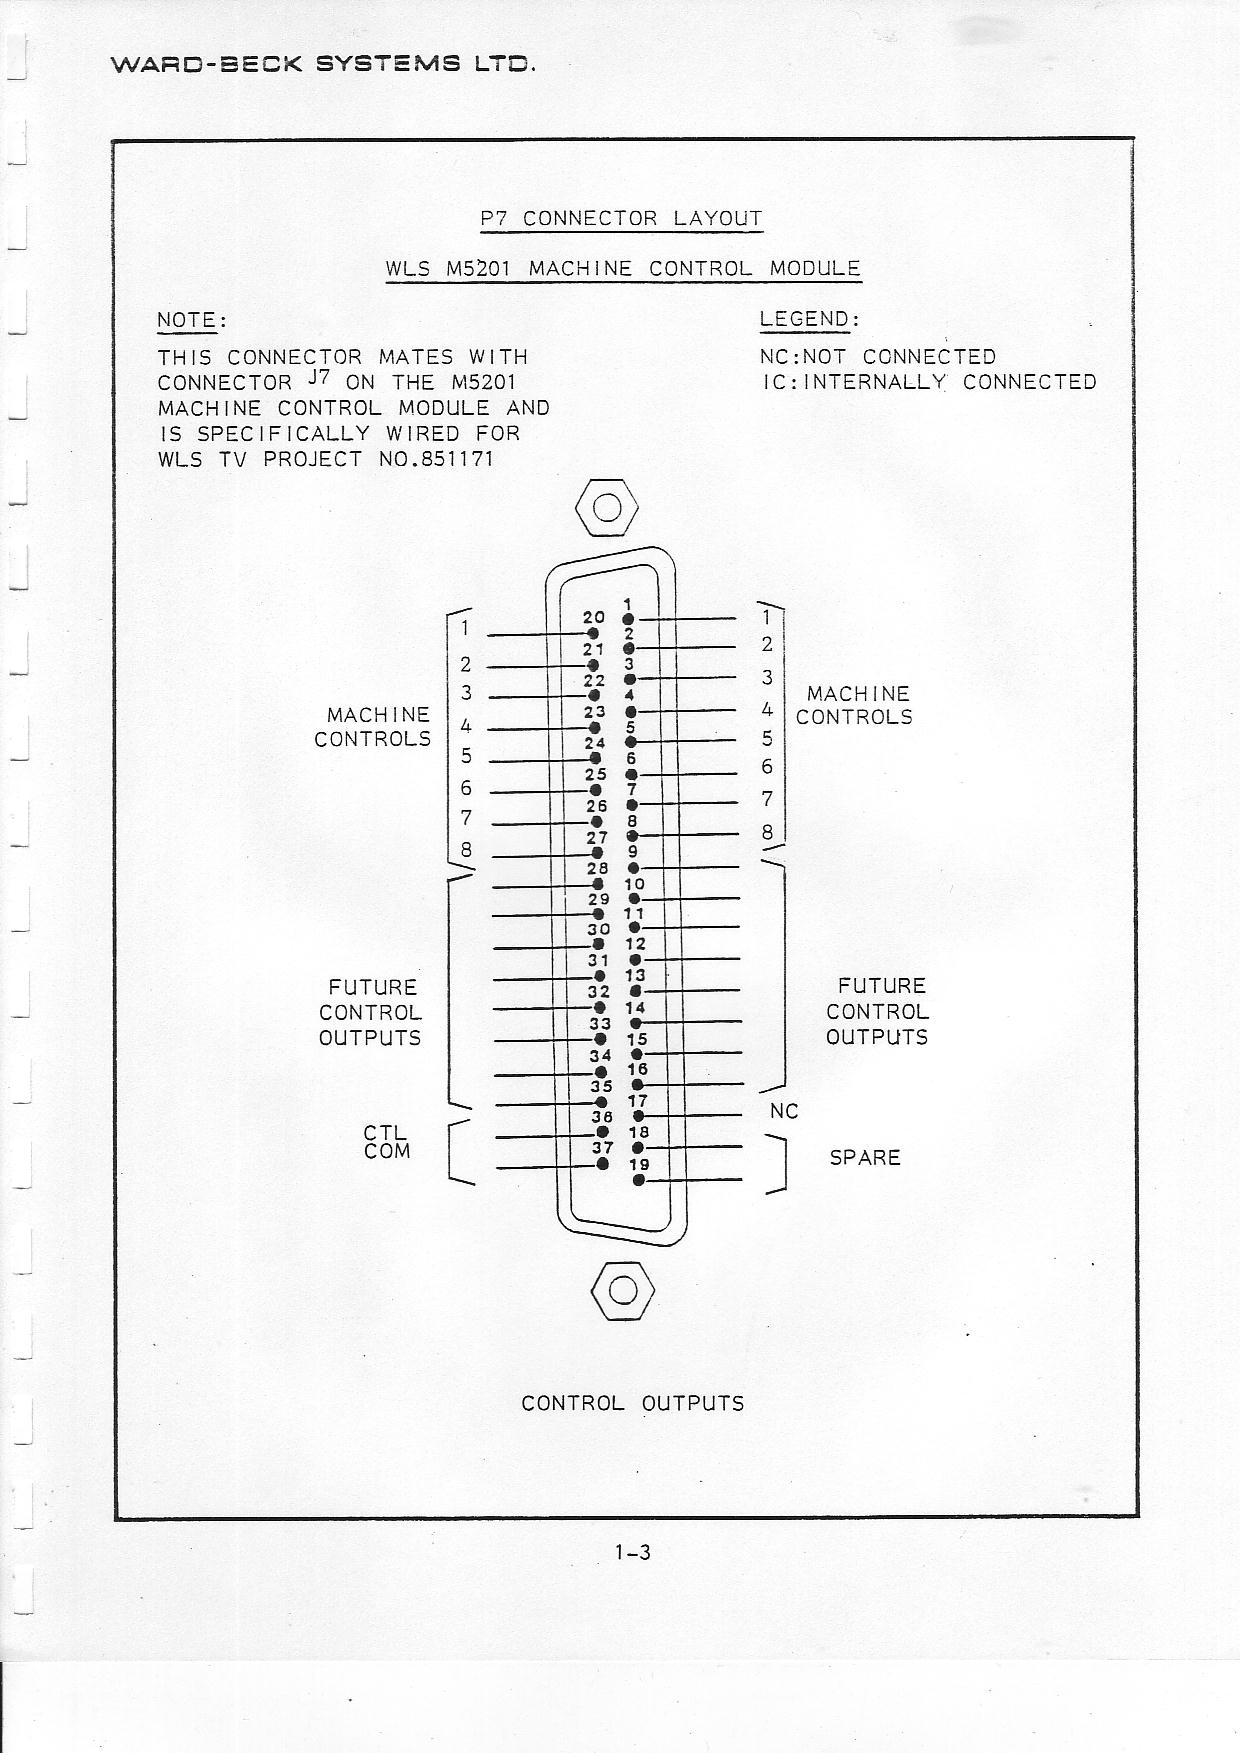 WARD-BECK SYSTEMS LTD.
P7 CONNECTOR LAYOUT
WLS M5201 MACHINE CONTROL MODULE
NOTE:
THIS CONNECTOR MATES WITH
CONNECTOR J7 ON THE M5201
MACHINE CONTROL MODULE AND
IS SPECIFICALLY WIRED FOR
WLS TV PROJECT NO.851171
LEGEND:
NC:NOT CONNECTED
IC:INTERNALLY CONNECTED
MACHINE
CONTROLS
1
2
3
4
5
6
7
8
FUTURE
CONTROL
OUTPUTS
CTL
COM
20
21
22
23
24
25
26
27
28
29
30
31
32
33
34
35
36
37
1
2
3
4
5
6
7
8
9
10
11
12
13
14
15
16
17
18
19
1
2
3
4
5
6
7
8
MACHINE
CONTROLS
FUTURE
CONTROL
OUTPUTS
NC
SPARE
CONTROL OUTPUTS
1-3